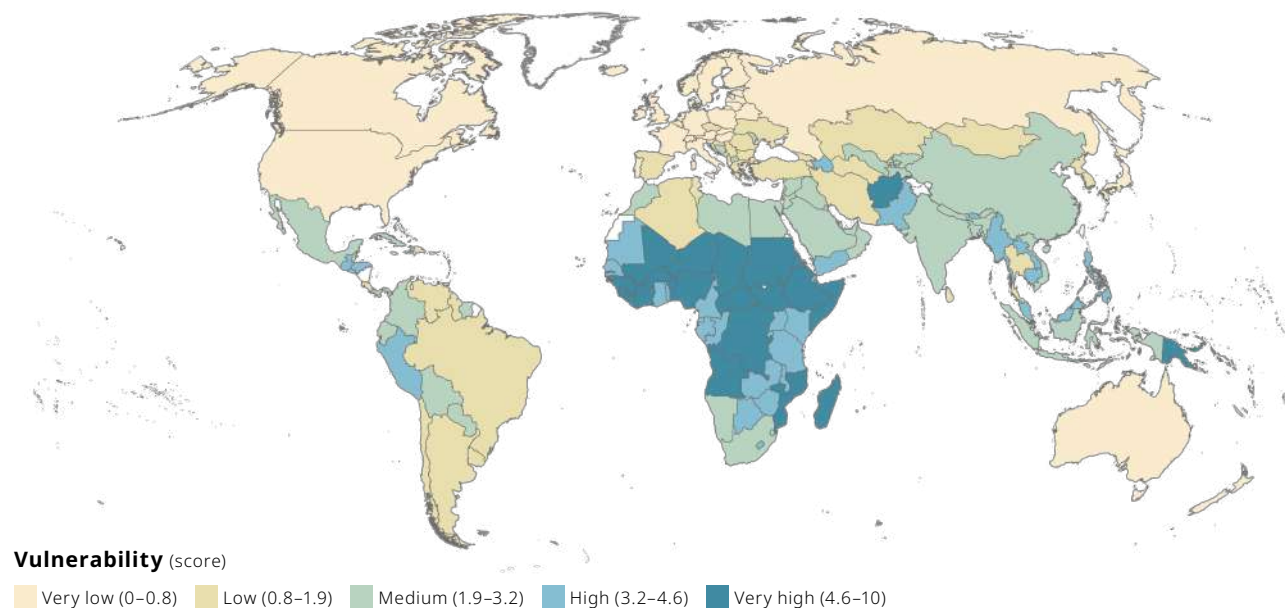 Vulnerability (score)
Very low (0–0.8) Low (0.8–1.9) Medium (1.9–3.2) High (3.2–4.6) Very high (4.6–10)